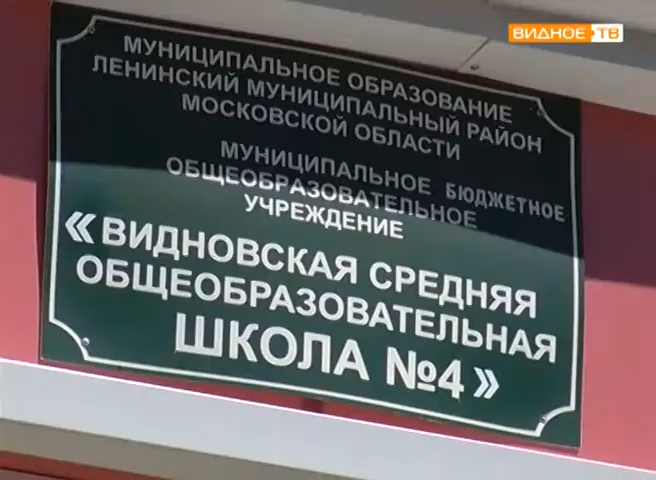 ВИДНОЕ ТВ
МУНИЦИПАЛЬНОЕ ОБРАЗОВАНИЕ
ЛЕНИНСКИЙ МУНИЦИПАЛЬНЫЙ РАЙОН
МОСКОВСКОЙ ОБЛАСТИ
МУНИЦИПАЛЬНОЕ БЮДЖЕТНОЕ
ОБЩЕОБРАЗОВАТЕЛЬНОЕ
УЧРЕЖДЕНИЕ
«ВИДНОВСКАЯ СРЕДНЯЯ
ОБЩЕОБРАЗОВАТЕЛЬНАЯ
ШКОЛА №4»